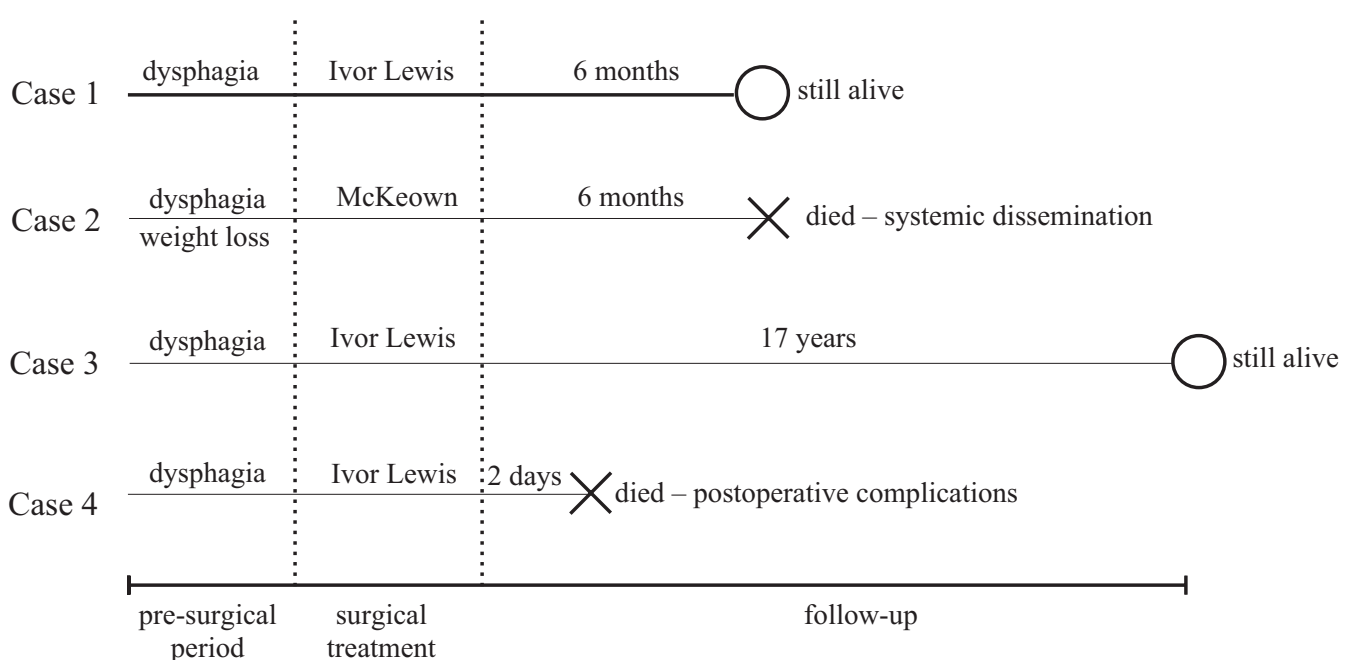 dysphagia Ivor Lewis 6 months
Case 1 still alive
dysphagia McKeown 6 months
Case 2 died – systemic dissemination
weight loss
dysphagia Ivor Lewis 17 years
Case 3 still alive
dysphagia Ivor Lewis 2 days
Case 4 died – postoperative complications
pre-surgical surgical follow-up
period treatment